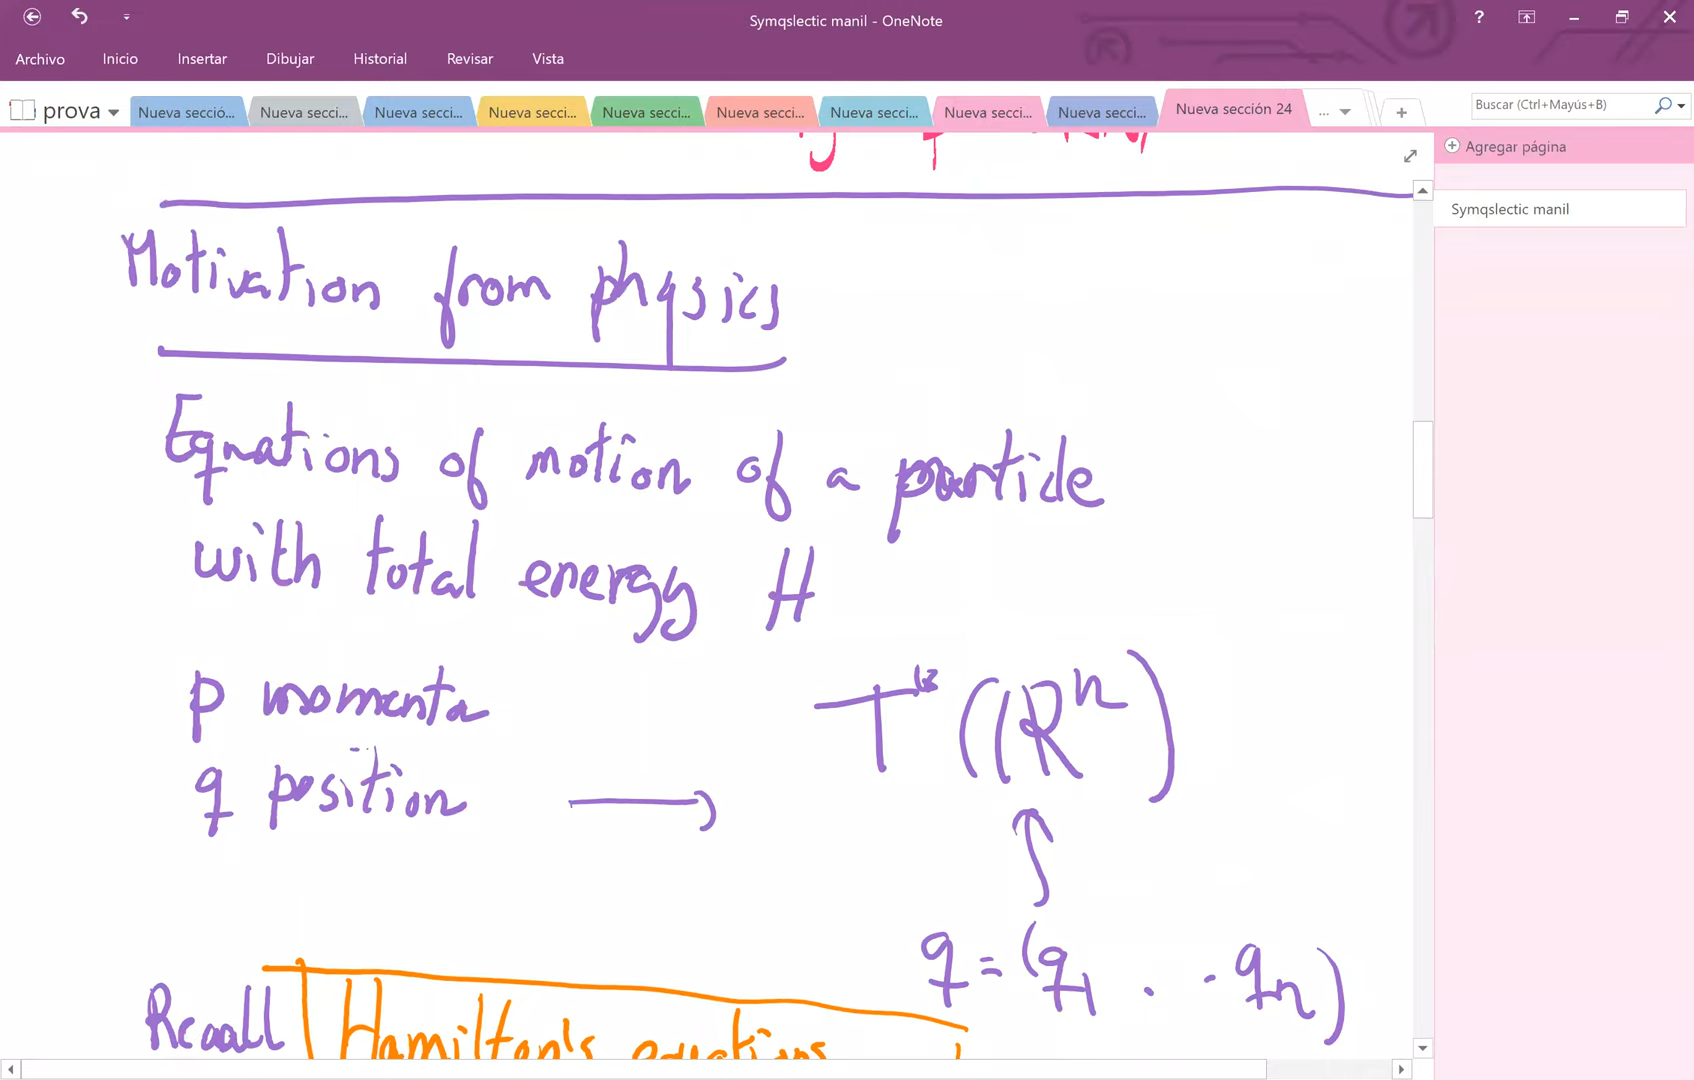 Symqslectic manil - OneNote
?
Archivo Inicio Insertar Dibujar Historial Revisar Vista
prova
Nueva secció... Nueva secci... Nueva secci... Nueva secci... Nueva secci... Nueva secci... Nueva secci... Nueva secci... Nueva secci... Nueva sección 24 ... +
Buscar (Ctrl+Mayús+B)
Agregar página
Symqslectic manil
Motivation from physics
Equations of motion of a particle
with total energy H
p momenta
T* (ℝⁿ)
q position →
↑
q = (q₁ . . qₙ)
Recall Hamilton's equations